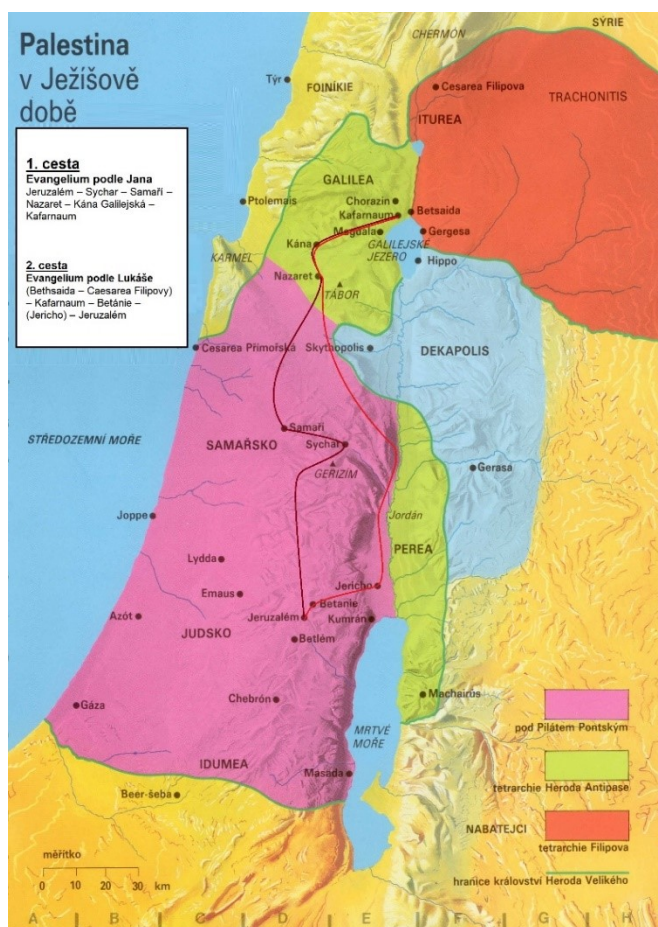 Palestina
v Ježíšově
době
1. cesta
Evangelium podle Jana
Jeruzalém – Sychar – Samaří –
Nazaret – Kána Galilejská –
Kafarnaum
2. cesta
Evangelium podle Lukáše
(Bethsaida – Caesarea Filipovy)
– Kafarnaum – Betánie –
(Jericho) – Jeruzalém
SÝRIE
CHERMÓN
Týr
FOINÍKIE
Cesarea Filipova
ITUREA
TRACHONITIS
GALILEA
Ptolemais
Chorazin
Kafarnaum
Betsaida
Magdala
Gergesa
GALILEJSKÉ
JEZERO
Kána
KARMEL
Hippo
Nazaret
TÁBOR
Cesarea Přímořská
Skythopolis
DEKAPOLIS
Samaří
STŘEDOZEMNÍ MOŘE
SAMAŘSKO
Sychar
GERIZÍM
Gerasa
Joppe
Jordán
PEREA
Lydda
Jericho
Emaus
Betanie
Azót
Jeruzalém
Kumrán
JUDSKO
Betlém
Machairús
Gáza
Chebrón
pod Pilátem Pontským
MRTVÉ
MOŘE
IDUMEA
Masada
tetrarchie Heroda Antipase
Beer-šeba
NABATEJCI
tetrarchie Filipova
měřítko
0 10 20 30 km
hranice království Heroda Velikého
A B C D E F G H